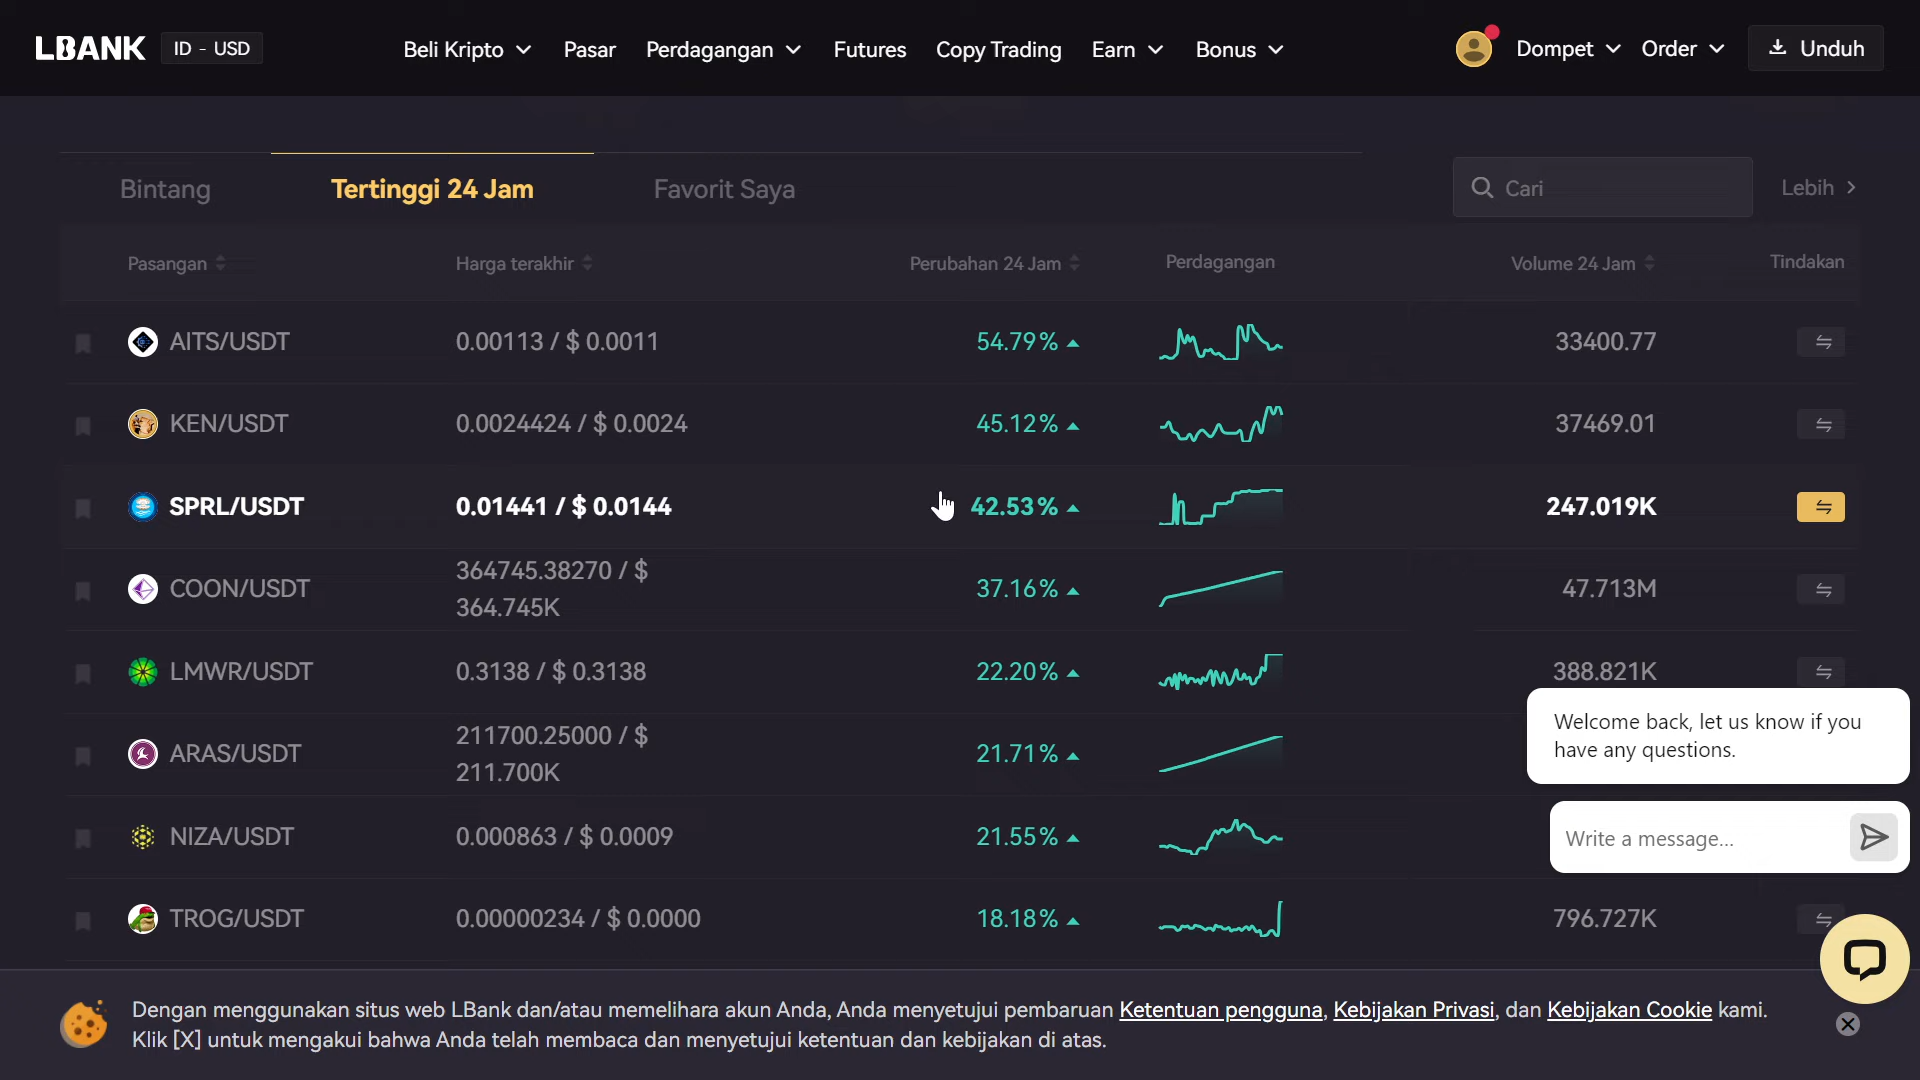 LBANK ID - USD Beli Kripto Pasar Perdagangan Futures Copy Trading Earn Bonus Dompet Order Unduh
Bintang Tertinggi 24 Jam Favorit Saya Cari Lebih
Pasangan Harga terakhir Perubahan 24 Jam Perdagangan Volume 24 Jam Tindakan
AITS/USDT 0.00113 / $ 0.0011 54.79% 33400.77
KEN/USDT 0.0024424 / $ 0.0024 45.12% 37469.01
SPRL/USDT 0.01441 / $ 0.0144 42.53% 247.019K
COON/USDT 364745.38270 / $ 37.16% 47.713M
364.745K
LMWR/USDT 0.3138 / $ 0.3138 22.20% 388.821K
ARAS/USDT 211700.25000 / $ 21.71%
211.700K
Welcome back, let us know if you
have any questions.
NIZA/USDT 0.000863 / $ 0.0009 21.55%
Write a message...
TROG/USDT 0.00000234 / $ 0.0000 18.18% 796.727K
Dengan menggunakan situs web LBank dan/atau memelihara akun Anda, Anda menyetujui pembaruan Ketentuan pengguna, Kebijakan Privasi, dan Kebijakan Cookie kami.
Klik [X] untuk mengakui bahwa Anda telah membaca dan menyetujui ketentuan dan kebijakan di atas.